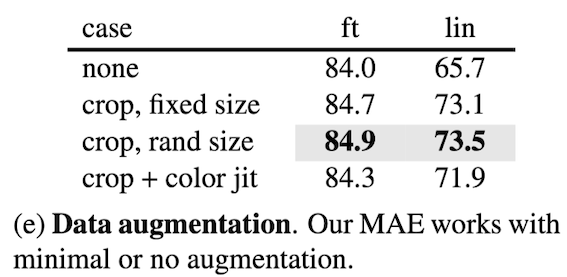 case ft lin
none 84.0 65.7
crop, fixed size 84.7 73.1
crop, rand size 84.9 73.5
crop + color jit 84.3 71.9
(e) Data augmentation. Our MAE works with
minimal or no augmentation.